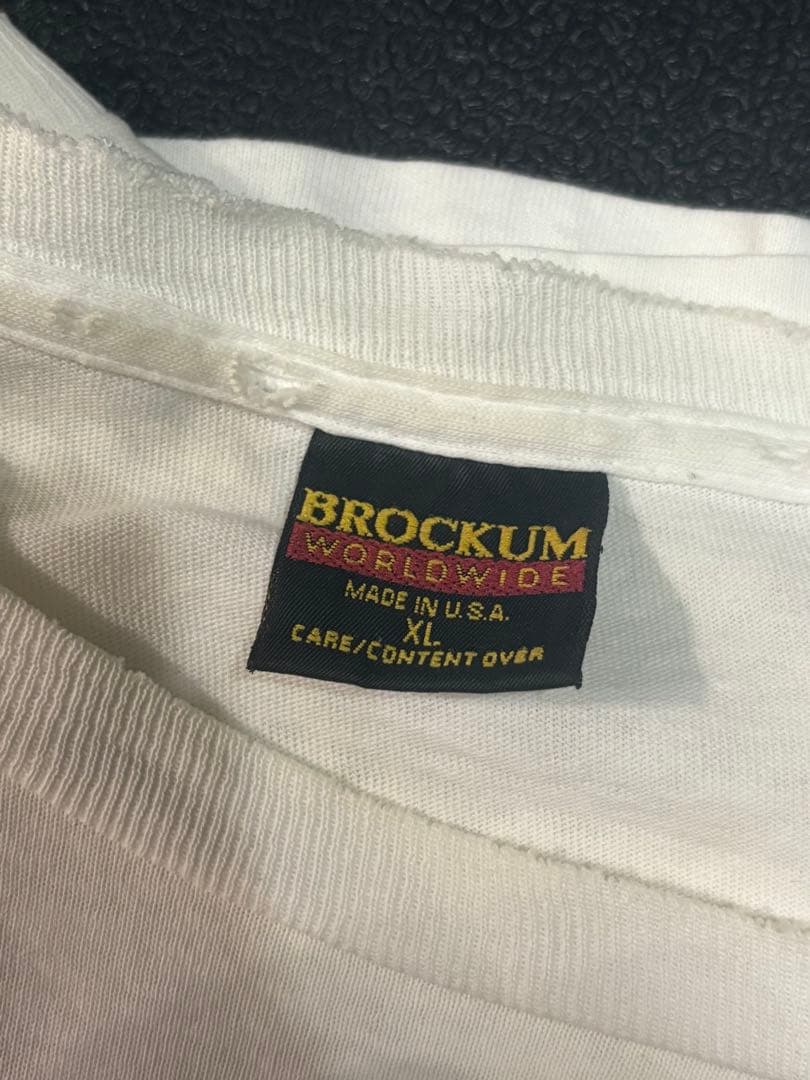 BROCKUM
WORLDWIDE
MADE IN U.S.A.
XL
CARE/CONTENT OVER